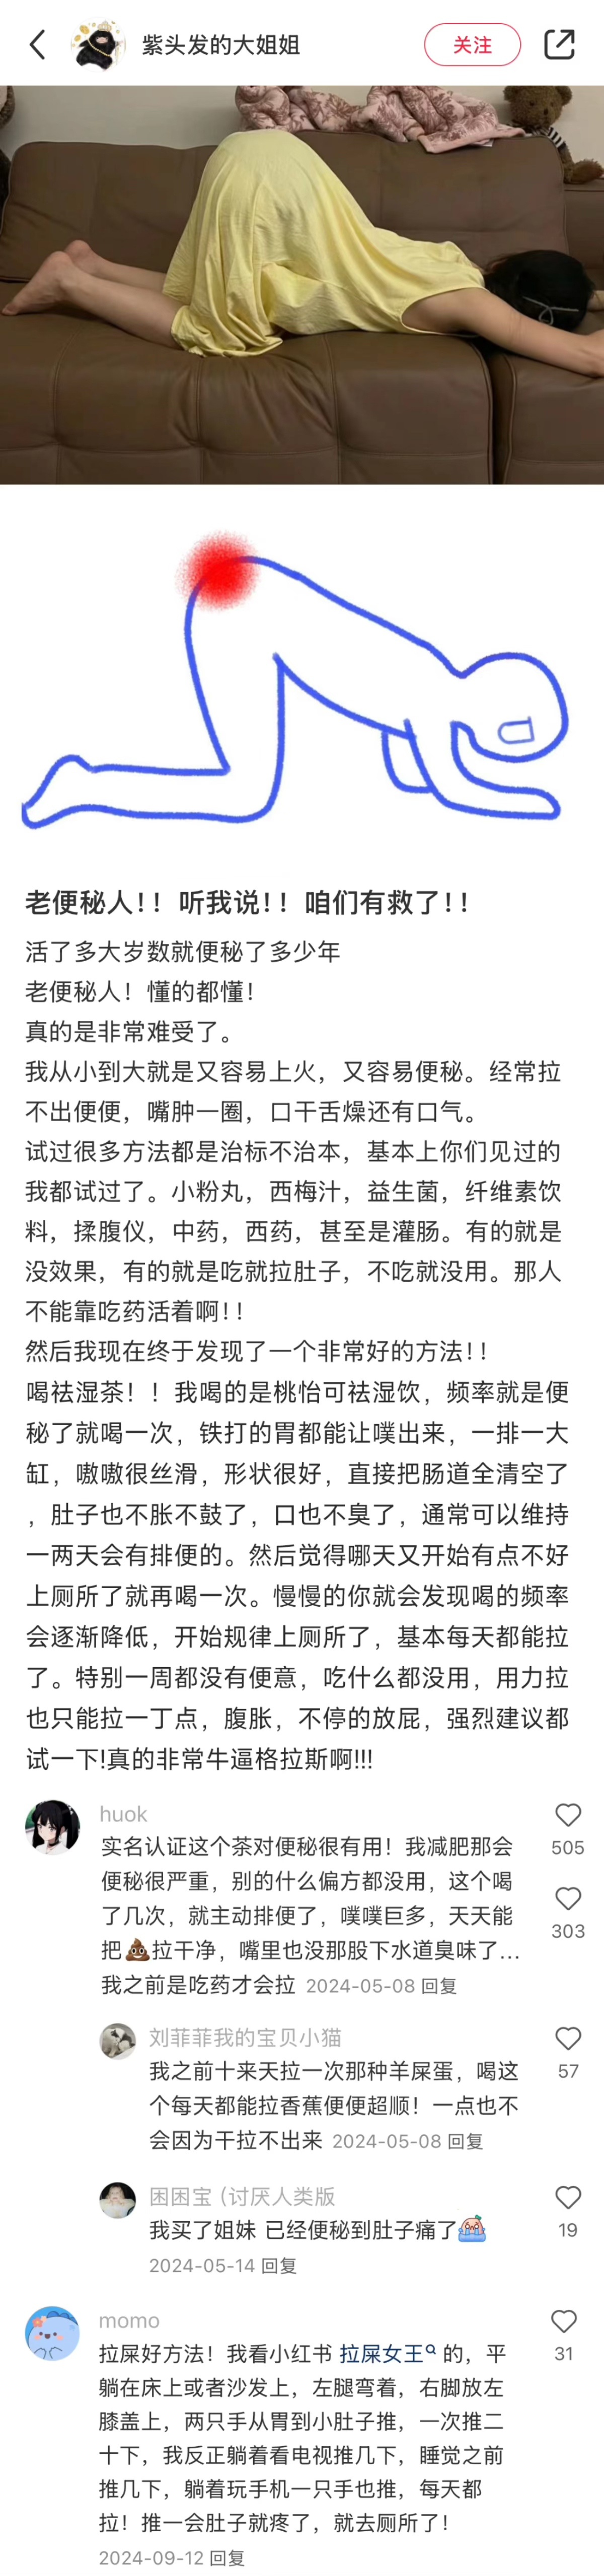 紫头发的大姐姐
关注
老便秘人!! 听我说!! 咱们有救了!!
活了多大岁数就便秘了多少年
老便秘人! 懂的都懂!
真的是非常难受了。
我从小到大就是又容易上火，又容易便秘。经常拉
不出便便，嘴肿一圈，口干舌燥还有口气。
试过很多方法都是治标不治本，基本上你们见过的
我都试过了。小粉丸，西梅汁，益生菌，纤维素饮
料，揉腹仪，中药，西药，甚至是灌肠。有的就是
没效果，有的就是吃就拉肚子，不吃就没用。那人
不能靠吃药活着啊!!
然后我现在终于发现了一个非常好的方法!!
喝祛湿茶！！我喝的是桃怡可祛湿饮，频率就是便
秘了就喝一次，铁打的胃都能让噗出来，一排一大
缸，嗷嗷很丝滑，形状很好，直接把肠道全清空了
，肚子也不胀不鼓了，口也不臭了，通常可以维持
一两天会有排便的。然后觉得哪天又开始有点不好
上厕所了就再喝一次。慢慢的你就会发现喝的频率
会逐渐降低，开始规律上厕所了，基本每天都能拉
了。特别一周都没有便意，吃什么都没用，用力拉
也只能拉一丁点，腹胀，不停的放屁，强烈建议都
试一下!真的非常牛逼格拉斯啊!!!
huok
实名认证这个茶对便秘很有用！我减肥那会
505
便秘很严重，别的什么偏方都没用，这个喝
了几次，就主动排便了，噗噗巨多，天天能
303
把💩拉干净，嘴里也没那股下水道臭味了...
我之前是吃药才会拉 2024-05-08 回复
刘菲菲我的宝贝小猫
我之前十来天拉一次那种羊屎蛋，喝这
57
个每天都能拉香蕉便便超顺！一点也不
会因为干拉不出来 2024-05-08 回复
困困宝 (讨厌人类版
我买了姐妹 已经便秘到肚子痛了
19
2024-05-14 回复
momo
拉屎好方法！我看小红书 拉屎女王 的，平
31
躺在床上或者沙发上，左腿弯着，右脚放左
膝盖上，两只手从胃到小肚子推，一次推二
十下，我反正躺着看电视推几下，睡觉之前
推几下，躺着玩手机一只手也推，每天都
拉！推一会肚子就疼了，就去厕所了！
2024-09-12 回复